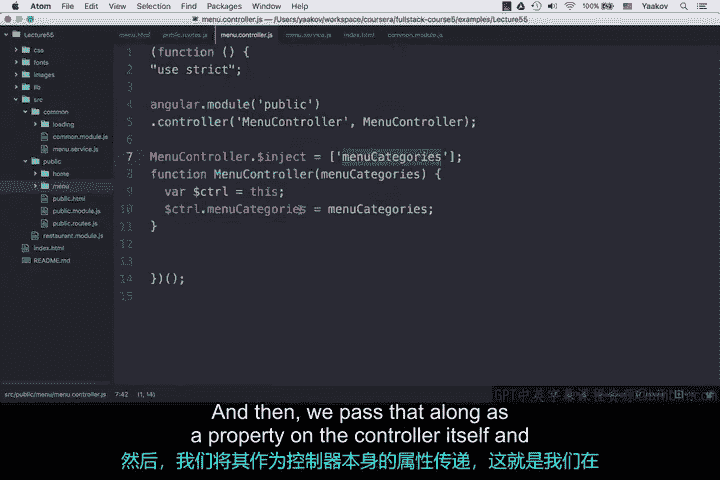 Atom File Edit View Selection Find Packages Window Help 100% Yaakov
menu.controller.js – /Users/yaakov/workspace/coursera/fullstack-course5/examples/Lecture55
Lecture55
css
fonts
images
lib
src
common
loading
common.module.js
menu.service.js
public
home
menu
public.html
public.module.js
public.routes.js
restaurant.module.js
index.html
README.md
menu.html public.routes.js menu.controller.js menu.service.js index.html common.module.js
1 (function () {
2 "use strict";
3
4 angular.module('public')
5 .controller('MenuController', MenuController);
6
7 MenuController.$inject = ['menuCategories'];
8 function MenuController(menuCategories) {
9 var $ctrl = this;
10 $ctrl.menuCategories = menuCategories;
11 }
12
13
14 })();
15
src/public/menu/menu.controller.js 7:42 (1, 14)
And then, we pass that along as
a property on the controller itself and
然后，我们将其作为控制器本身的属性传递，这就是我们在